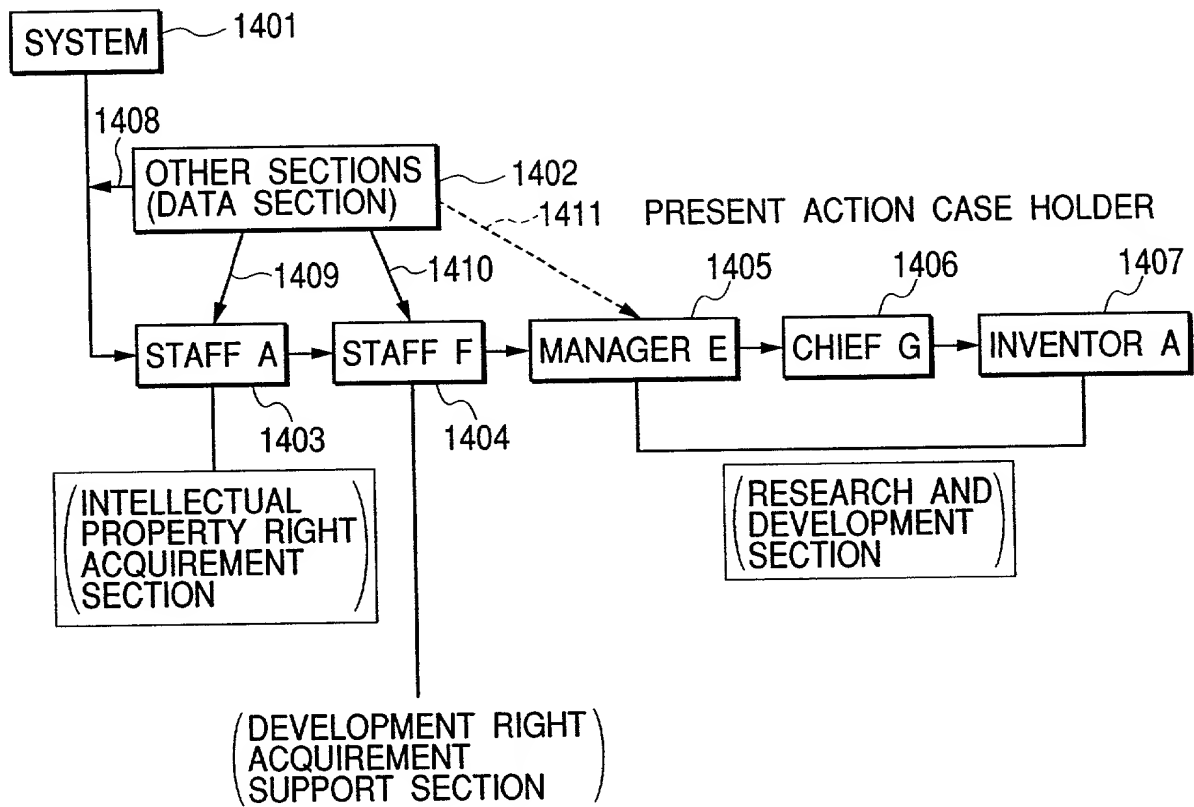 SYSTEM
1401
1408
OTHER SECTIONS
(DATA SECTION)
1402
1411
PRESENT ACTION CASE HOLDER
1409
1410
1405
1406
1407
STAFF A
STAFF F
MANAGER E
CHIEF G
INVENTOR A
1403
1404
(INTELLECTUAL
PROPERTY RIGHT
ACQUIREMENT
SECTION)
(RESEARCH AND
DEVELOPMENT
SECTION)
(DEVELOPMENT RIGHT
ACQUIREMENT
SUPPORT SECTION)